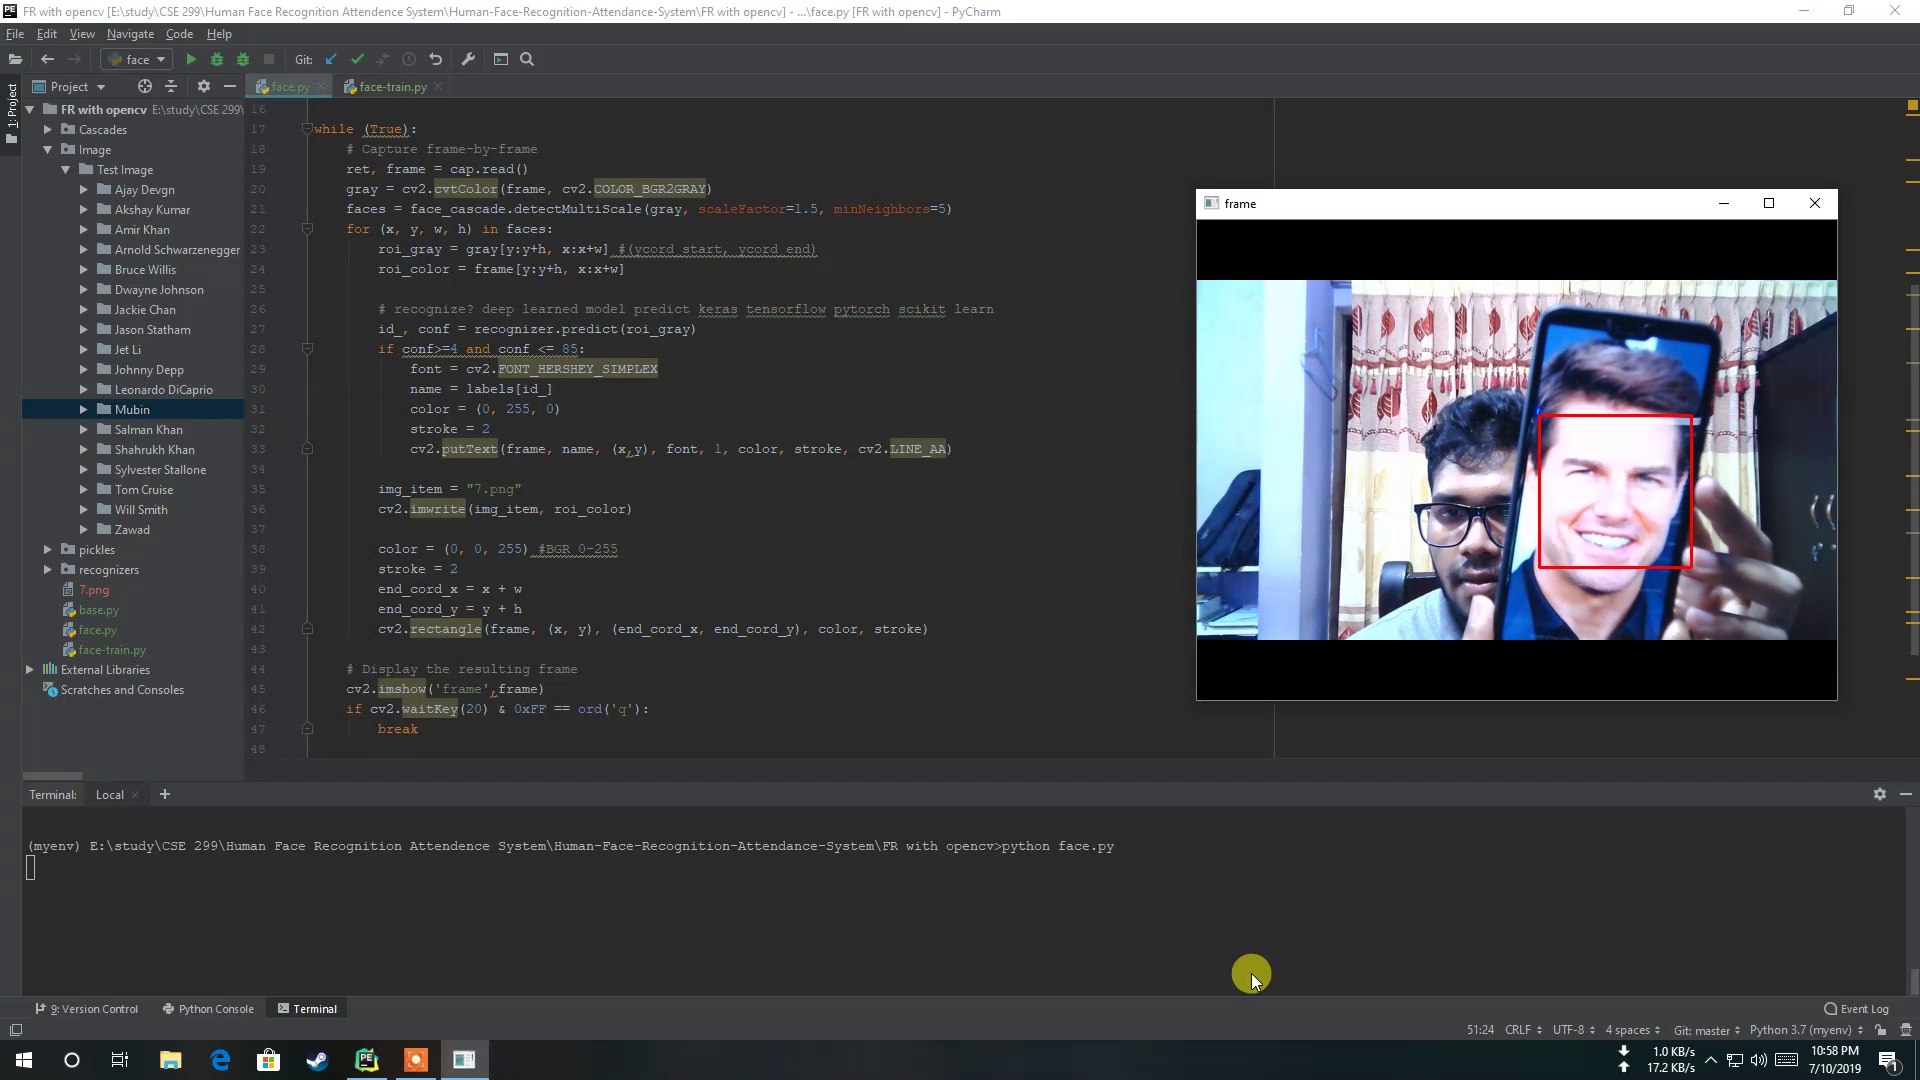 FR with opencv [E:\study\CSE 299\Human Face Recognition Attendence System\Human-Face-Recognition-Attendance-System\FR with opencv] - ...\face.py [FR with opencv] - PyCharm
File Edit View Navigate Code Help
face Git:
Project face.py face-train.py
1: Project
FR with opencv E:\study\CSE 299\
Cascades
Image
Test Image
Ajay Devgn
Akshay Kumar
Amir Khan
Arnold Schwarzenegger
Bruce Willis
Dwayne Johnson
Jackie Chan
Jason Statham
Jet Li
Johnny Depp
Leonardo DiCaprio
Mubin
Salman Khan
Shahrukh Khan
Sylvester Stallone
Tom Cruise
Will Smith
Zawad
pickles
recognizers
7.png
base.py
face.py
face-train.py
External Libraries
Scratches and Consoles
16
17 while (True):
18 # Capture frame-by-frame
19 ret, frame = cap.read()
20 gray = cv2.cvtColor(frame, cv2.COLOR_BGR2GRAY)
21 faces = face_cascade.detectMultiScale(gray, scaleFactor=1.5, minNeighbors=5)
22 for (x, y, w, h) in faces:
23 roi_gray = gray[y:y+h, x:x+w] #(ycord_start, ycord_end)
24 roi_color = frame[y:y+h, x:x+w]
25
26 # recognize? deep learned model predict keras tensorflow pytorch scikit learn
27 id_, conf = recognizer.predict(roi_gray)
28 if conf>=4 and conf <= 85:
29 font = cv2.FONT_HERSHEY_SIMPLEX
30 name = labels[id_]
31 color = (0, 255, 0)
32 stroke = 2
33 cv2.putText(frame, name, (x,y), font, 1, color, stroke, cv2.LINE_AA)
34
35 img_item = "7.png"
36 cv2.imwrite(img_item, roi_color)
37
38 color = (0, 0, 255) #BGR 0-255
39 stroke = 2
40 end_cord_x = x + w
41 end_cord_y = y + h
42 cv2.rectangle(frame, (x, y), (end_cord_x, end_cord_y), color, stroke)
43
44 # Display the resulting frame
45 cv2.imshow('frame',frame)
46 if cv2.waitKey(20) & 0xFF == ord('q'):
47 break
48
frame
Terminal: Local
(myenv) E:\study\CSE 299\Human Face Recognition Attendence System\Human-Face-Recognition-Attendance-System\FR with opencv>python face.py
9: Version Control Python Console Terminal Event Log
51:24 CRLF UTF-8 4 spaces Git: master Python 3.7 (myenv)
1.0 KB/s 10:58 PM
17.2 KB/s 7/10/2019 1